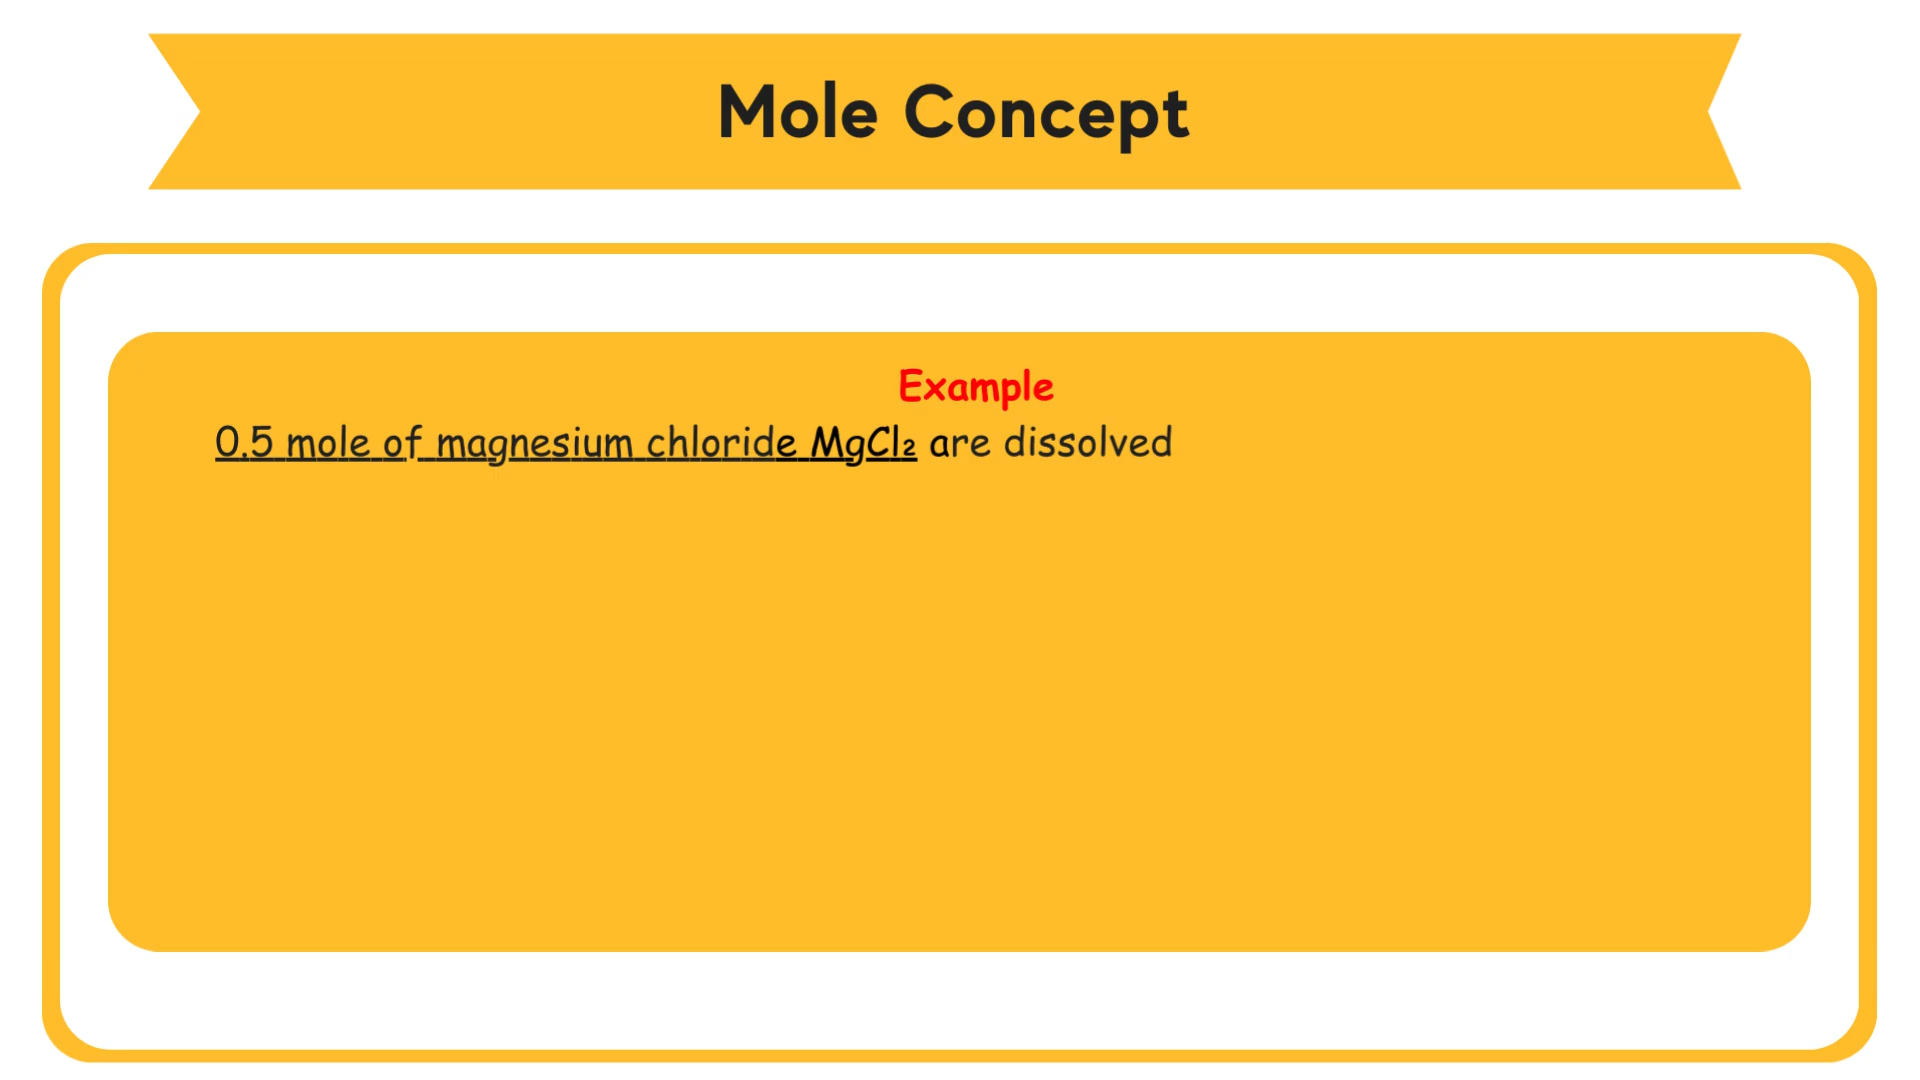 Mole Concept
Example
0.5 mole of magnesium chloride MgCl₂ are dissolved